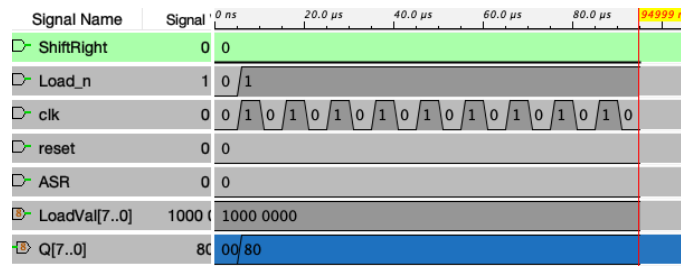 Signal Name Signal 0 ns 20.0 µs 40.0 µs 60.0 µs 80.0 µs 94999 n
ShiftRight 0 0
Load_n 1 0 1
clk 0 0 1 0 1 0 1 0 1 0 1 0 1 0 1 0 1 0 1 0
reset 0 0
ASR 0 0
B LoadVal[7..0] 1000 0 1000 0000
B Q[7..0] 80 00 80